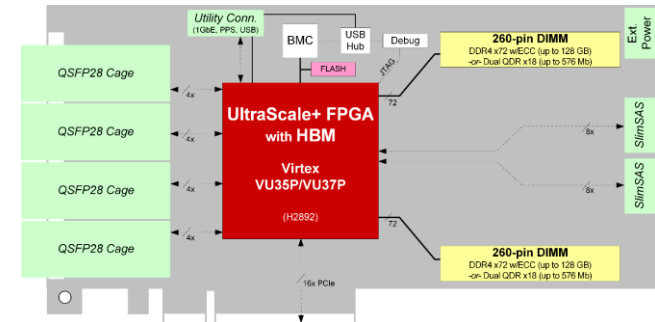 Utility Conn.
(1GbE, PPS, USB)
BMC
USB
Hub
Debug
FLASH
JTAG
260-pin DIMM
DDR4 x72 w/ECC (up to 128 GB)
-or- Dual QDR x18 (up to 576 Mb)
Ext.
Power
QSFP28 Cage
4x
QSFP28 Cage
4x
QSFP28 Cage
4x
QSFP28 Cage
4x
UltraScale+ FPGA
with HBM
Virtex
VU35P/VU37P
(H2892)
72
72
8x
SlimSAS
8x
SlimSAS
260-pin DIMM
DDR4 x72 w/ECC (up to 128 GB)
-or- Dual QDR x18 (up to 576 Mb)
16x PCIe